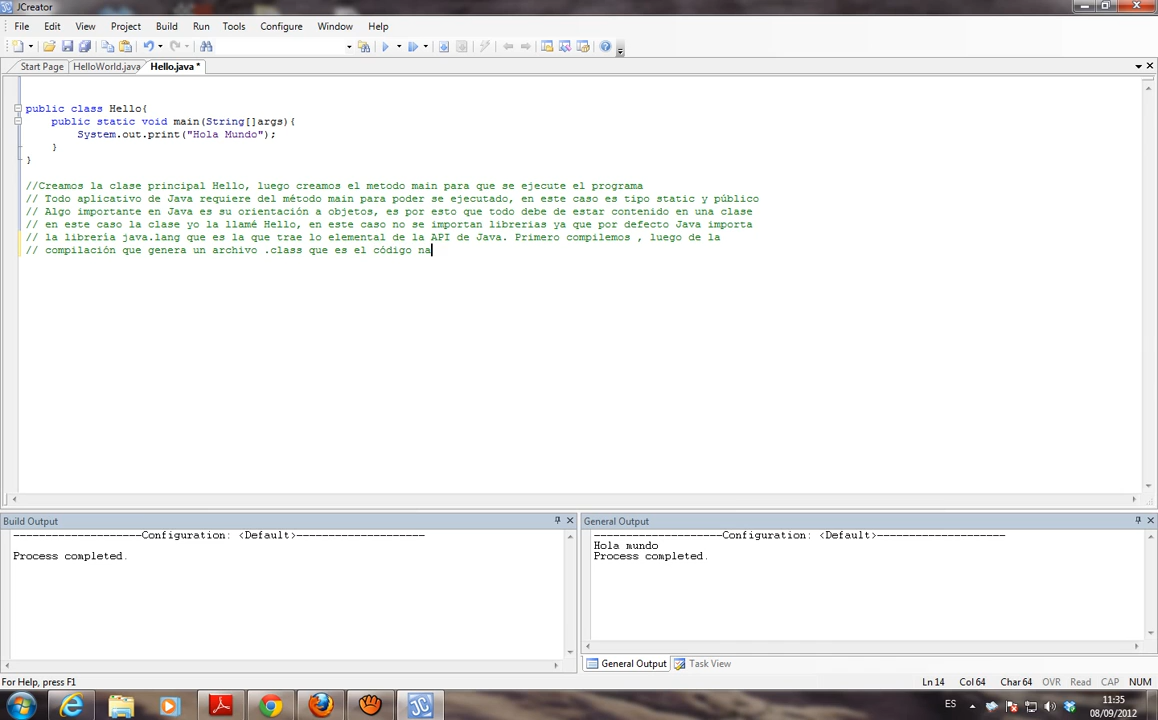 JCreator
File Edit View Project Build Run Tools Configure Window Help
Start Page HelloWorld.java Hello.java *
public class Hello{
public static void main(String[]args){
System.out.print("Hola Mundo");
}
}
//Creamos la clase principal Hello, luego creamos el metodo main para que se ejecute el programa
// Todo aplicativo de Java requiere del método main para poder se ejecutado, en este caso es tipo static y público
// Algo importante en Java es su orientación a objetos, es por esto que todo debe de estar contenido en una clase
// en este caso la clase yo la llamé Hello, en este caso no se importan librerias ya que por defecto Java importa
// la librería java.lang que es la que trae lo elemental de la API de Java. Primero compilemos , luego de la
// compilación que genera un archivo .class que es el código na
Build Output
--------------------Configuration: <Default>--------------------
Process completed.
General Output
--------------------Configuration: <Default>--------------------
Hola mundo
Process completed.
General Output Task View
For Help, press F1
Ln 14 Col 64 Char 64 OVR Read CAP NUM
JC
ES
11:35
08/09/2012